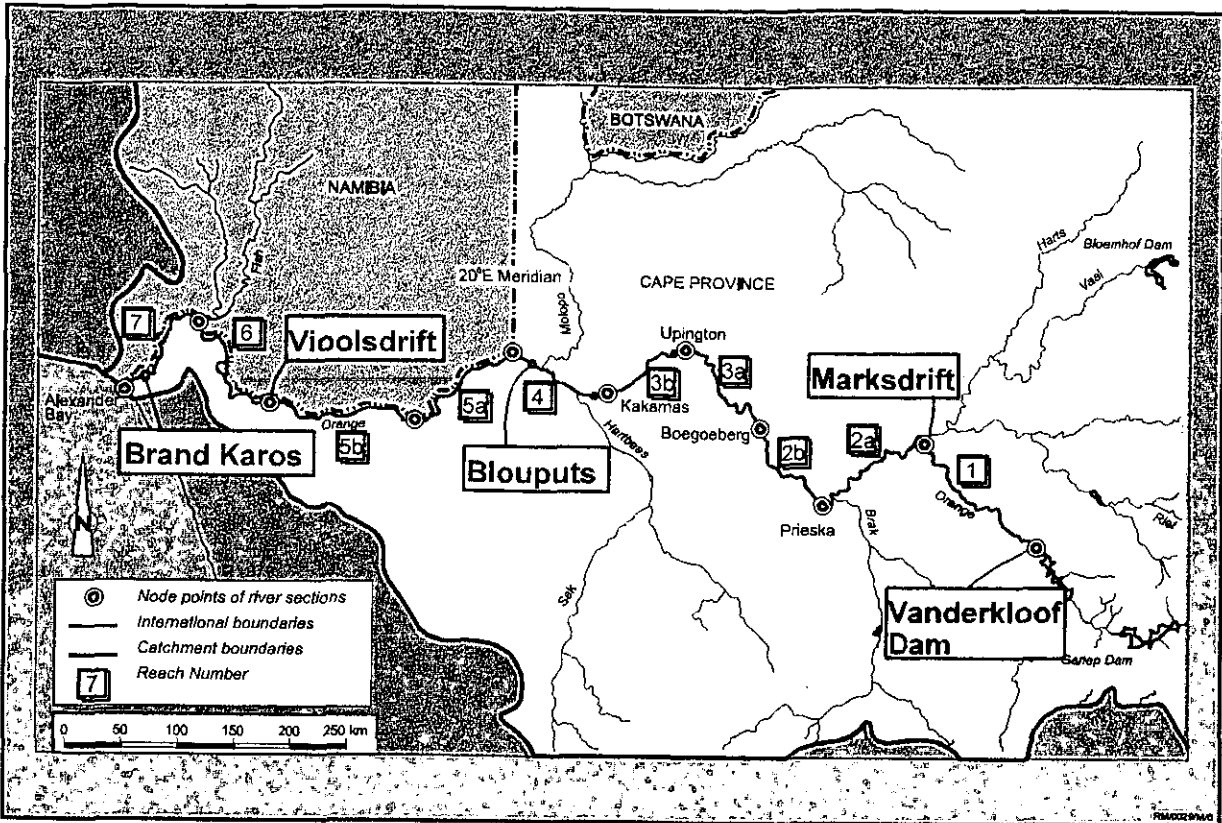 BOTSWANA
NAMIBIA
Fish
20°E Meridian
Molopo
CAPE PROVINCE
Harts
Bloemhof Dam
Vaal
7
6
Vioolsdrift
Upington
3a
Marksdrift
5a
4
3b
Kakamas
Alexander
Bay
Orange
5b
Brand Karos
Blouputs
Hartbees
Boegoeberg
2a
2b
1
Orange
Riet
N
Prieska
Brak
Sak
Vanderkloof
Dam
Gariep Dam
Node points of river sections
International boundaries
Catchment boundaries
7
Reach Number
0 50 100 150 200 250 km